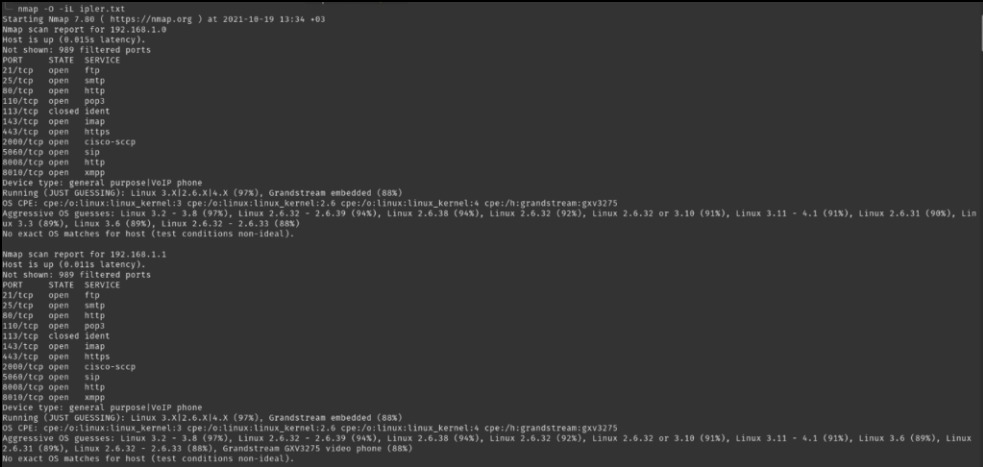 nmap -O -iL ipler.txt
Starting Nmap 7.80 ( https://nmap.org ) at 2021-10-19 13:34 +03
Nmap scan report for 192.168.1.0
Host is up (0.015s latency).
Not shown: 989 filtered ports
PORT     STATE  SERVICE
21/tcp   open   ftp
25/tcp   open   smtp
80/tcp   open   http
110/tcp  open   pop3
113/tcp  closed ident
143/tcp  open   imap
443/tcp  open   https
2000/tcp open   cisco-sccp
5060/tcp open   sip
8008/tcp open   http
8010/tcp open   xmpp
Device type: general purpose|VoIP phone
Running (JUST GUESSING): Linux 3.X|2.6.X|4.X (97%), Grandstream embedded (88%)
OS CPE: cpe:/o:linux:linux_kernel:3 cpe:/o:linux:linux_kernel:2.6 cpe:/o:linux:linux_kernel:4 cpe:/h:grandstream:gxv3275
Aggressive OS guesses: Linux 3.2 - 3.8 (97%), Linux 2.6.32 - 2.6.39 (94%), Linux 2.6.38 (94%), Linux 2.6.32 (92%), Linux 2.6.32 or 3.10 (91%), Linux 3.11 - 4.1 (91%), Linux 2.6.31 (90%), Lin
ux 3.3 (89%), Linux 3.6 (89%), Linux 2.6.32 - 2.6.33 (88%)
No exact OS matches for host (test conditions non-ideal).
Nmap scan report for 192.168.1.1
Host is up (0.011s latency).
Not shown: 989 filtered ports
PORT     STATE  SERVICE
21/tcp   open   ftp
25/tcp   open   smtp
80/tcp   open   http
110/tcp  open   pop3
113/tcp  closed ident
143/tcp  open   imap
443/tcp  open   https
2000/tcp open   cisco-sccp
5060/tcp open   sip
8008/tcp open   http
8010/tcp open   xmpp
Device type: general purpose|VoIP phone
Running (JUST GUESSING): Linux 3.X|2.6.X|4.X (97%), Grandstream embedded (88%)
OS CPE: cpe:/o:linux:linux_kernel:3 cpe:/o:linux:linux_kernel:2.6 cpe:/o:linux:linux_kernel:4 cpe:/h:grandstream:gxv3275
Aggressive OS guesses: Linux 3.2 - 3.8 (97%), Linux 2.6.32 - 2.6.39 (94%), Linux 2.6.38 (94%), Linux 2.6.32 (92%), Linux 2.6.32 or 3.10 (91%), Linux 3.11 - 4.1 (91%), Linux 3.6 (89%), Linux
2.6.31 (89%), Linux 2.6.32 - 2.6.33 (88%), Grandstream GXV3275 video phone (88%)
No exact OS matches for host (test conditions non-ideal).